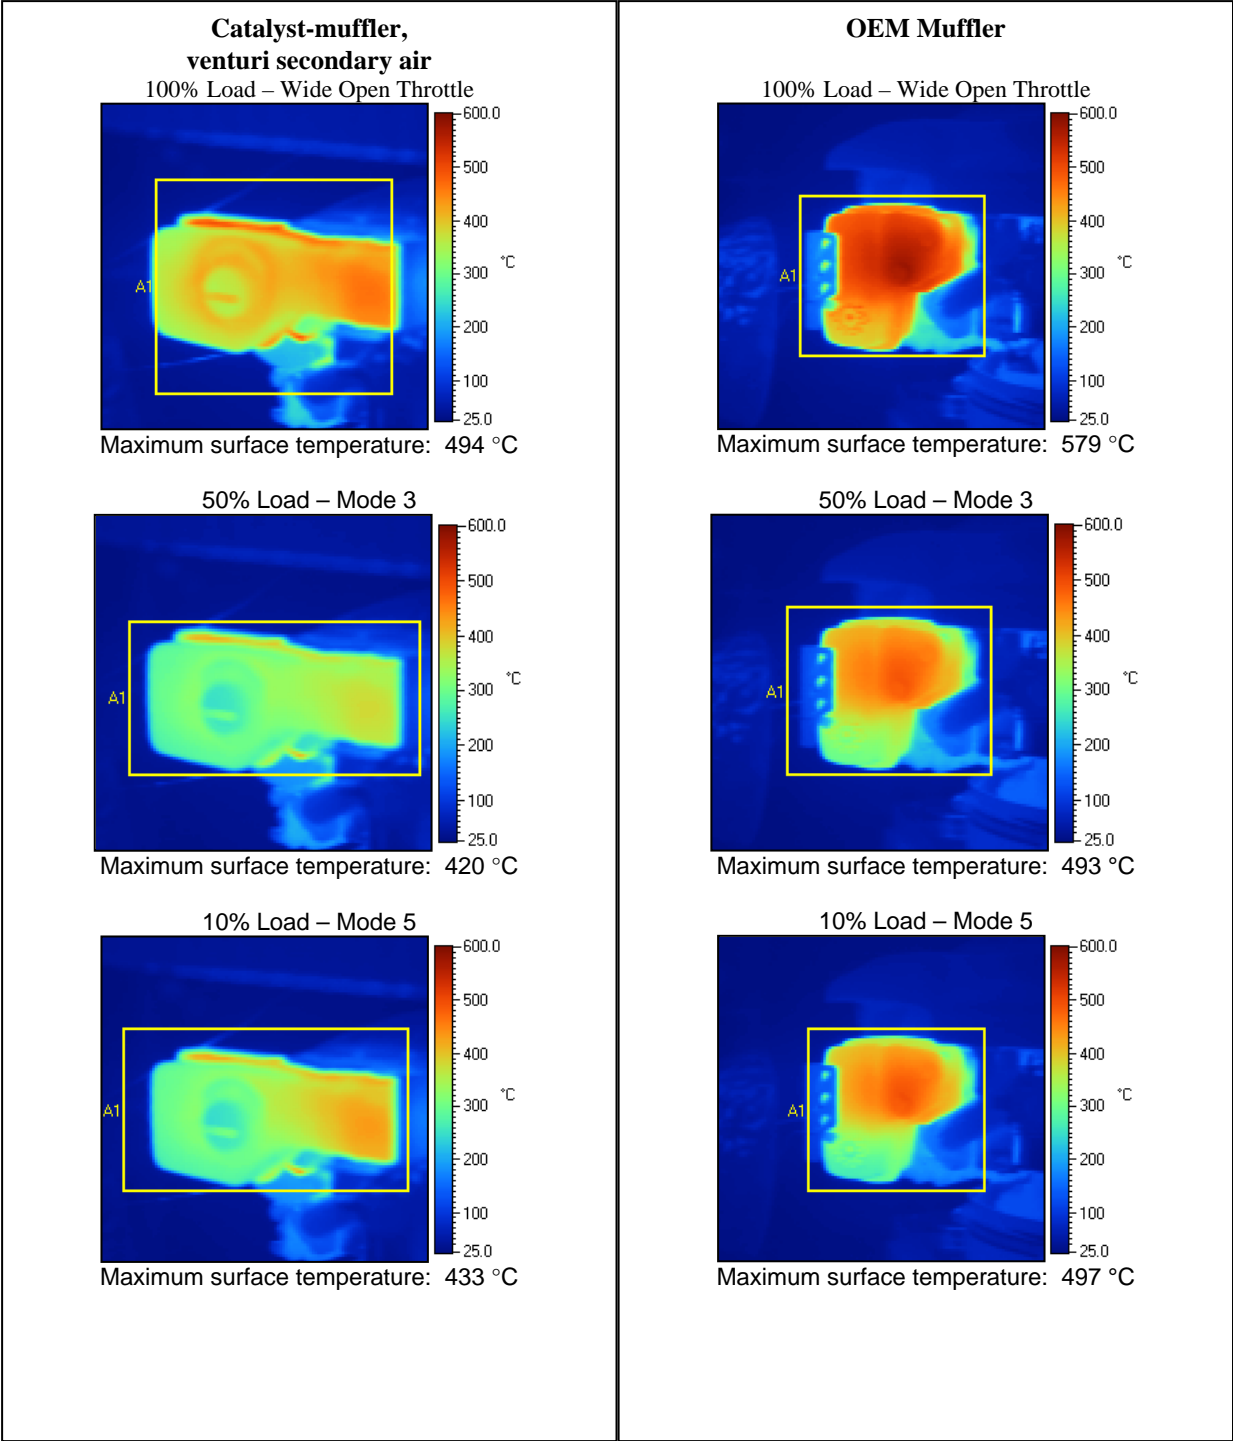 Catalyst-muffler,
venturi secondary air
100% Load – Wide Open Throttle
600.0
500
400
300
°C
200
100
25.0
A1
Maximum surface temperature: 494 °C
50% Load – Mode 3
600.0
500
400
300
°C
200
100
25.0
A1
Maximum surface temperature: 420 °C
10% Load – Mode 5
600.0
500
400
300
°C
200
100
25.0
A1
Maximum surface temperature: 433 °C
OEM Muffler
100% Load – Wide Open Throttle
600.0
500
400
300
°C
200
100
25.0
A1
Maximum surface temperature: 579 °C
50% Load – Mode 3
600.0
500
400
300
°C
200
100
25.0
A1
Maximum surface temperature: 493 °C
10% Load – Mode 5
600.0
500
400
300
°C
200
100
25.0
A1
Maximum surface temperature: 497 °C